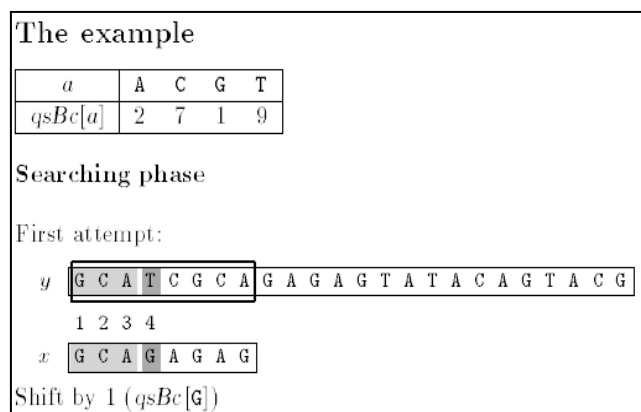 The example
a A C G T
qsBc[a] 2 7 1 9
Searching phase
First attempt:
y G C A T C G C A G A G A G T A T A C A G T A C G
1 2 3 4
x G C A G A G A G
Shift by 1 (qsBc[G])